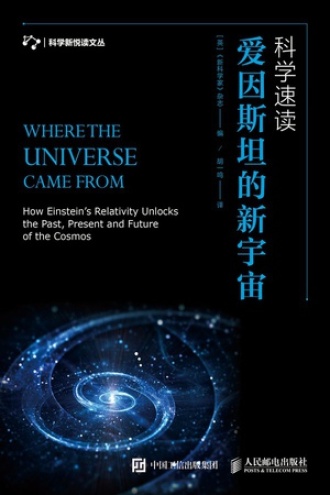 科学新悦读文丛
科学速读
爱因斯坦的新宇宙
[英]《新科学家》杂志 编 / 胡一鸣 译
WHERE THE
UNIVERSE
CAME FROM
How Einstein's Relativity Unlocks
the Past, Present and Future
of the Cosmos
中国工信出版集团
人民邮电出版社
POSTS & TELECOM PRESS